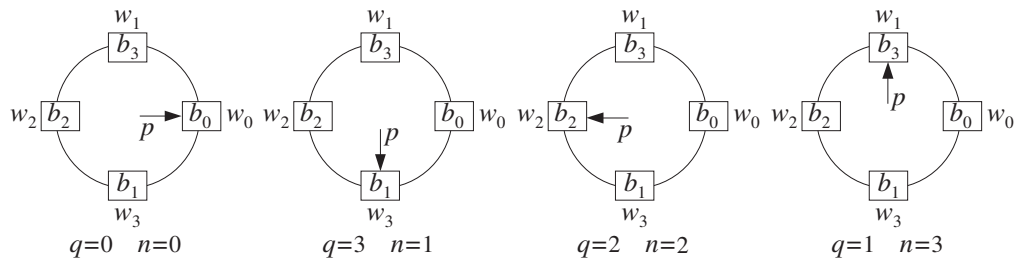 w₁ w₁ w₁ w₁
b₃ b₃ b₃ b₃
w₂ b₂ p b₀ w₀ w₂ b₂ p b₀ w₀ w₂ b₂ p b₀ w₀ w₂ b₂ p b₀ w₀
b₁ b₁ b₁ b₁
w₃ w₃ w₃ w₃
q=0 n=0 q=3 n=1 q=2 n=2 q=1 n=3